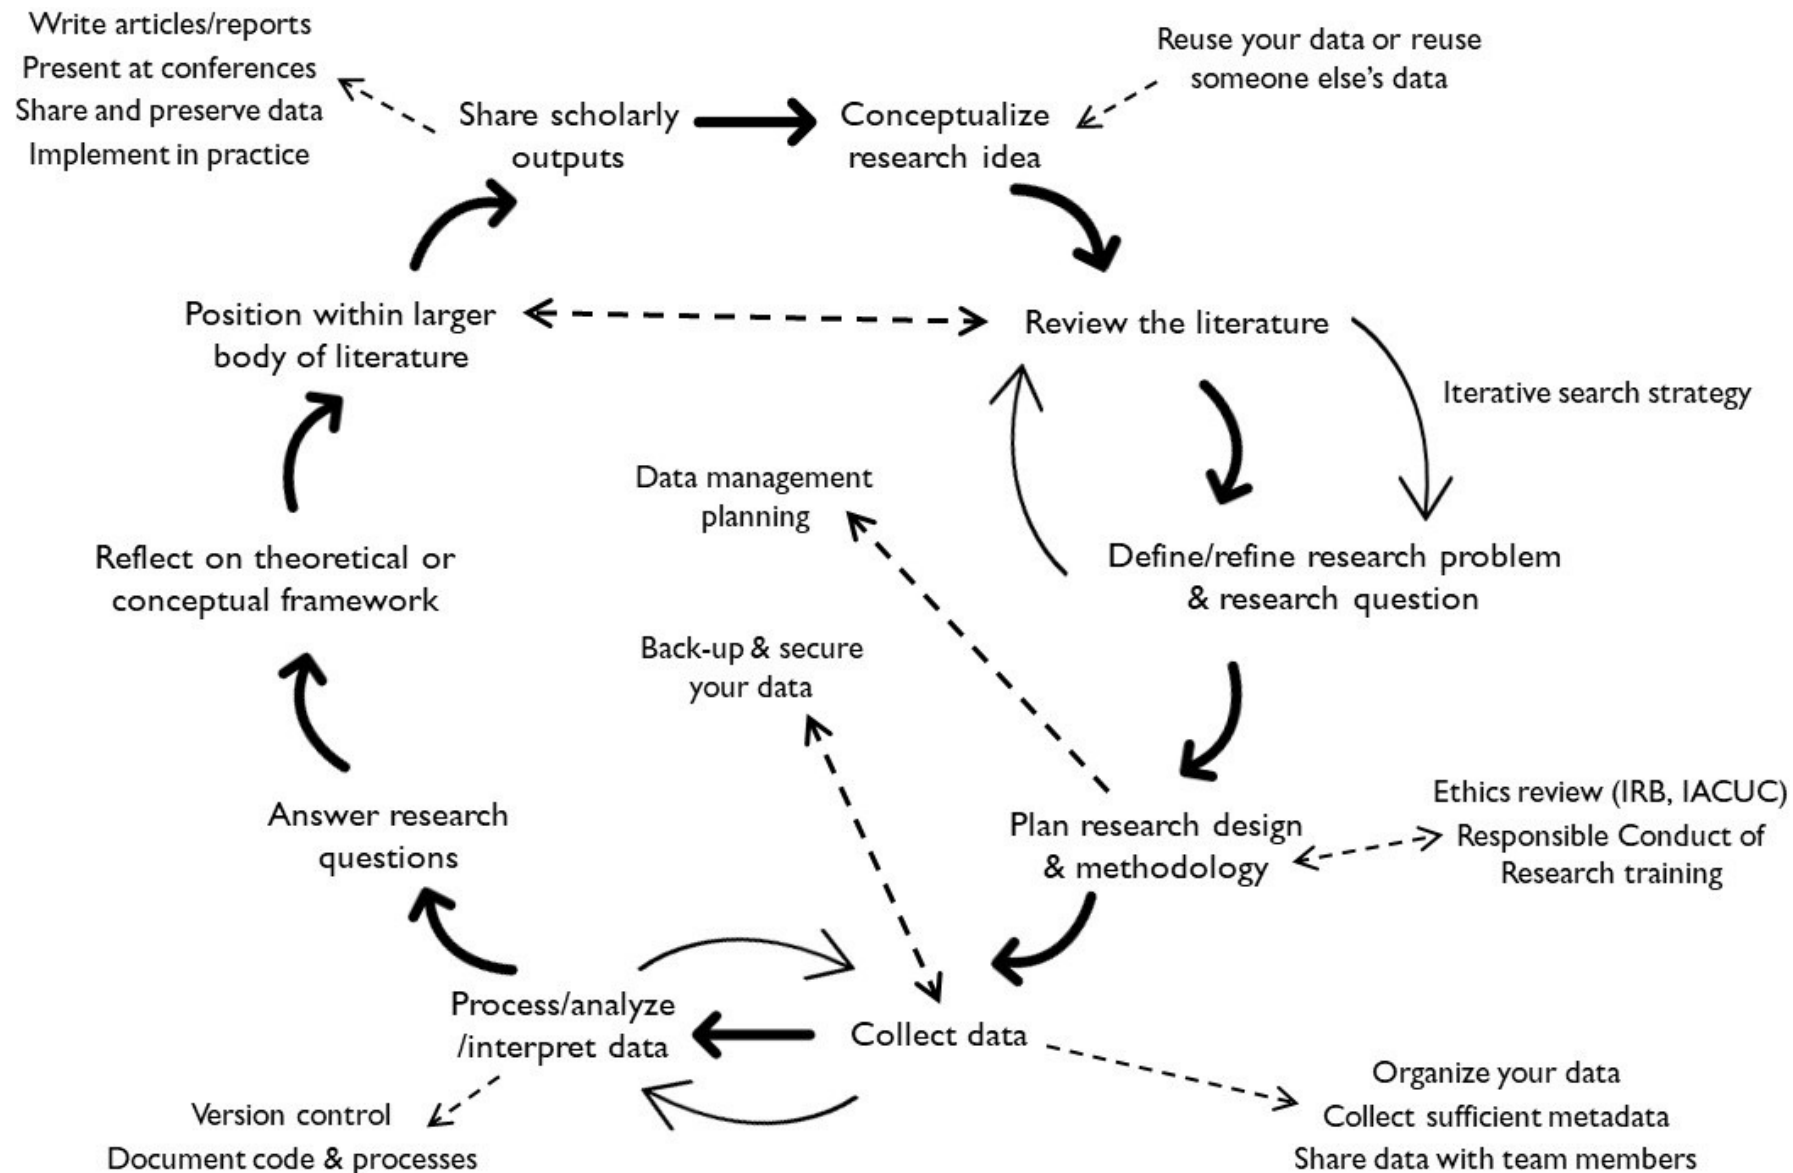 Write articles/reports
Present at conferences
Share and preserve data
Implement in practice
Share scholarly
outputs
Conceptualize
research idea
Reuse your data or reuse
someone else's data
Position within larger
body of literature
Review the literature
Iterative search strategy
Data management
planning
Reflect on theoretical or
conceptual framework
Define/refine research problem
& research question
Back-up & secure
your data
Answer research
questions
Plan research design
& methodology
Ethics review (IRB, IACUC)
Responsible Conduct of
Research training
Process/analyze
/interpret data
Collect data
Version control
Document code & processes
Organize your data
Collect sufficient metadata
Share data with team members